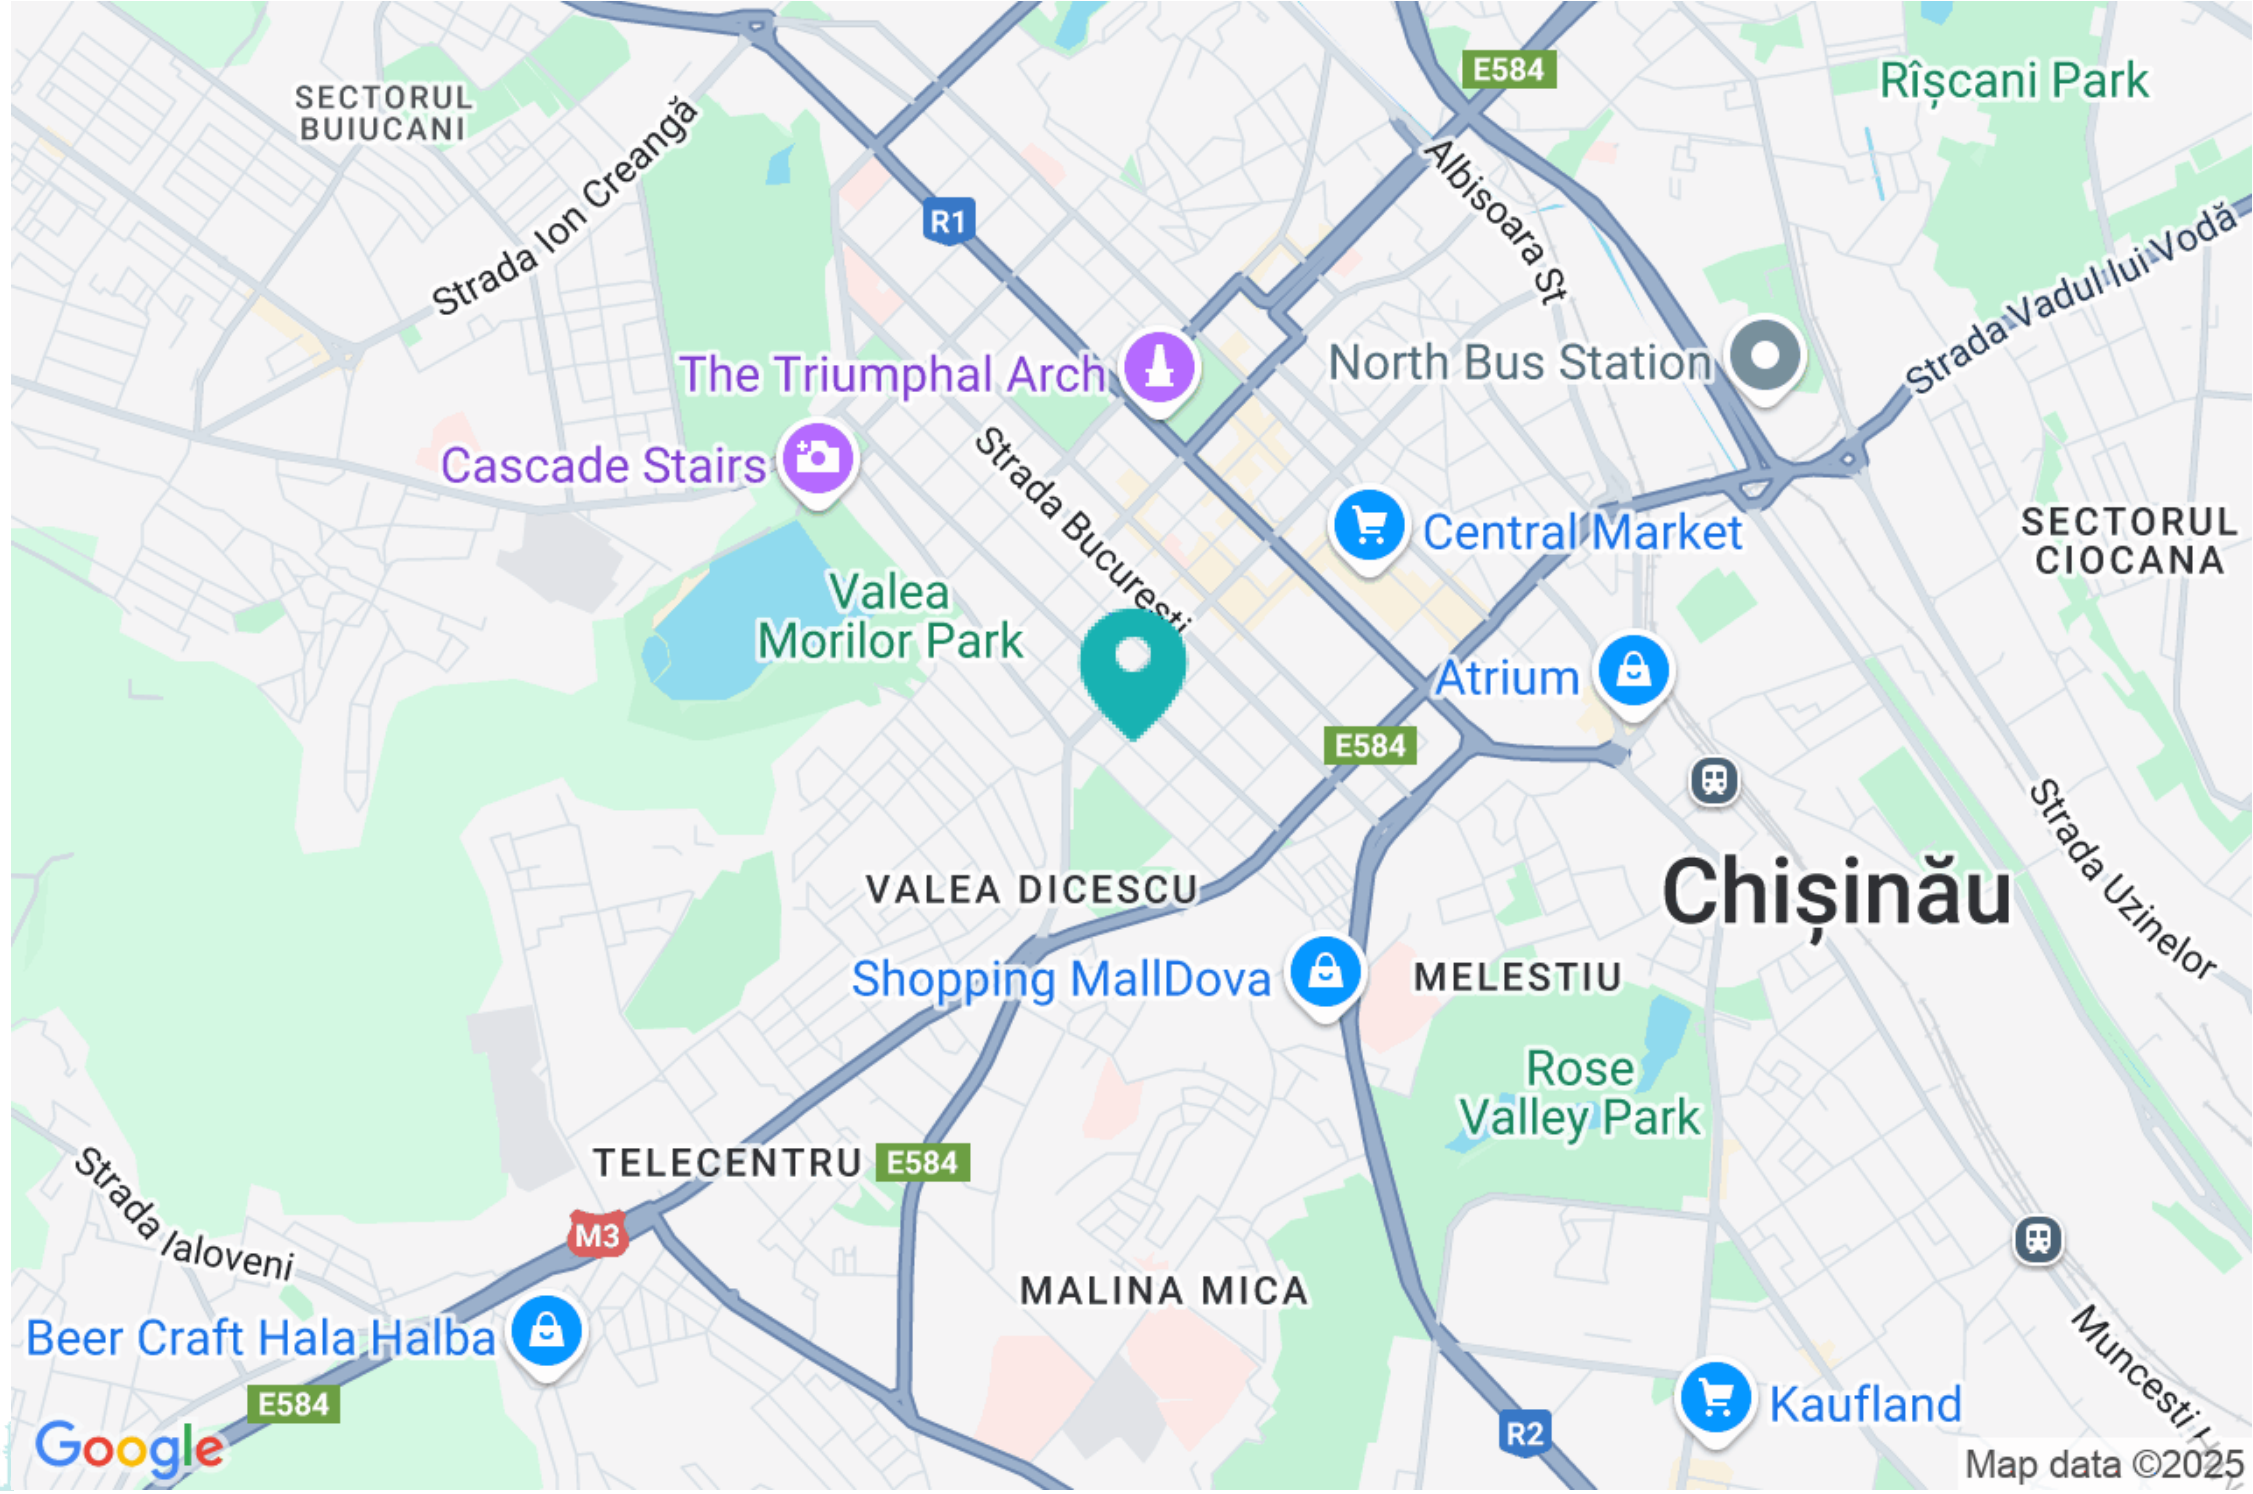 E584
Rîșcani Park
SECTORUL
BUIUCANI
Strada Ion Creangă
Albisoara St
R1
Strada Vadul lui Vodă
The Triumphal Arch
North Bus Station
Cascade Stairs
Strada București
Central Market
SECTORUL
CIOCANA
Valea
Morilor Park
Atrium
E584
Strada Uzinelor
Chișinău
VALEA DICESCU
Shopping MallDova
MELESTIU
Rose
Valley Park
TELECENTRU
E584
Strada Ialoveni
M3
MALINA MICA
Beer Craft Hala Halba
E584
Kaufland
Muncesti
R2
Google
Map data ©2025